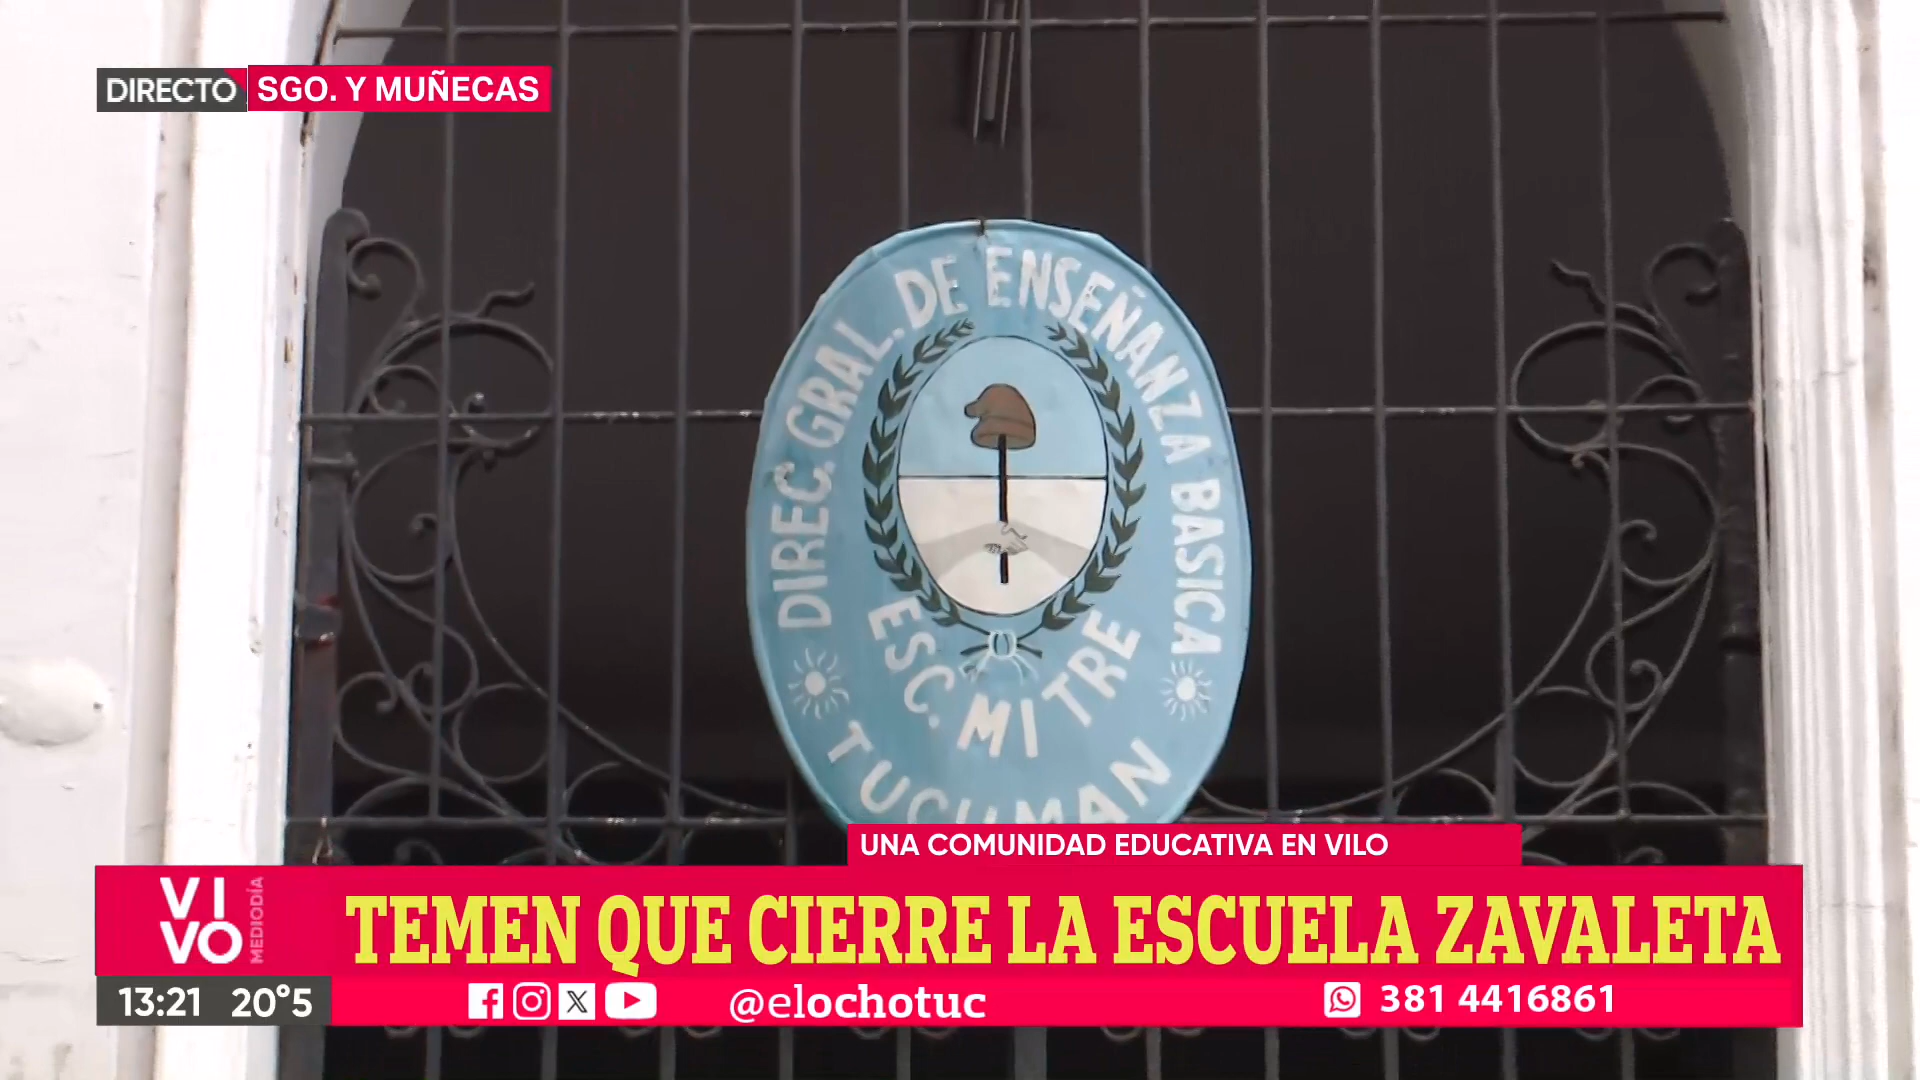 DIRECTO SGO. Y MUÑECAS
DIREC. GRAL. DE ENSEÑANZA BASICA
ESC. MITRE
TUCUMAN
UNA COMUNIDAD EDUCATIVA EN VILO
VIVO MEDIODÍA
TEMEN QUE CIERRE LA ESCUELA ZAVALETA
13:21 20°5 @elochotuc 381 4416861